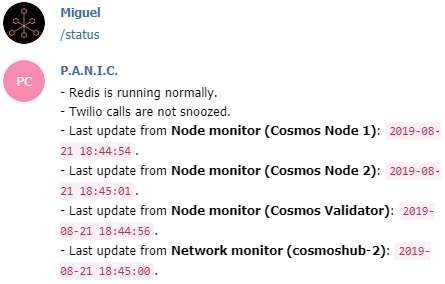 Miguel
/status
PC
P.A.N.I.C.
- Redis is running normally.
- Twilio calls are not snoozed.
- Last update from Node monitor (Cosmos Node 1): 2019-08-
21 18:44:54.
- Last update from Node monitor (Cosmos Node 2): 2019-08-
21 18:45:01.
- Last update from Node monitor (Cosmos Validator): 2019-
08-21 18:44:56.
- Last update from Network monitor (cosmoshub-2): 2019-
08-21 18:45:00.